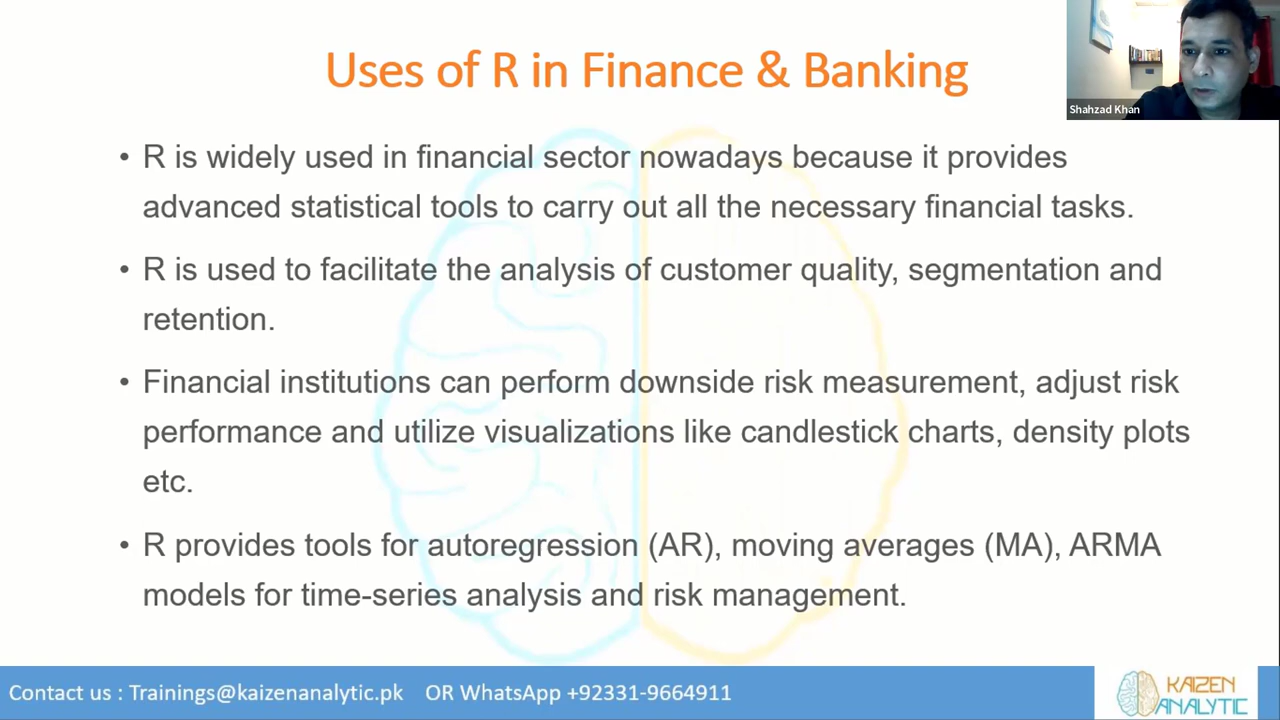 Uses of R in Finance & Banking
Shahzad Khan
• R is widely used in financial sector nowadays because it provides
advanced statistical tools to carry out all the necessary financial tasks.
• R is used to facilitate the analysis of customer quality, segmentation and
retention.
• Financial institutions can perform downside risk measurement, adjust risk
performance and utilize visualizations like candlestick charts, density plots
etc.
• R provides tools for autoregression (AR), moving averages (MA), ARMA
models for time-series analysis and risk management.
Contact us : Trainings@kaizenanalytic.pk OR WhatsApp +92331-9664911
KAIZEN
ANALYTIC